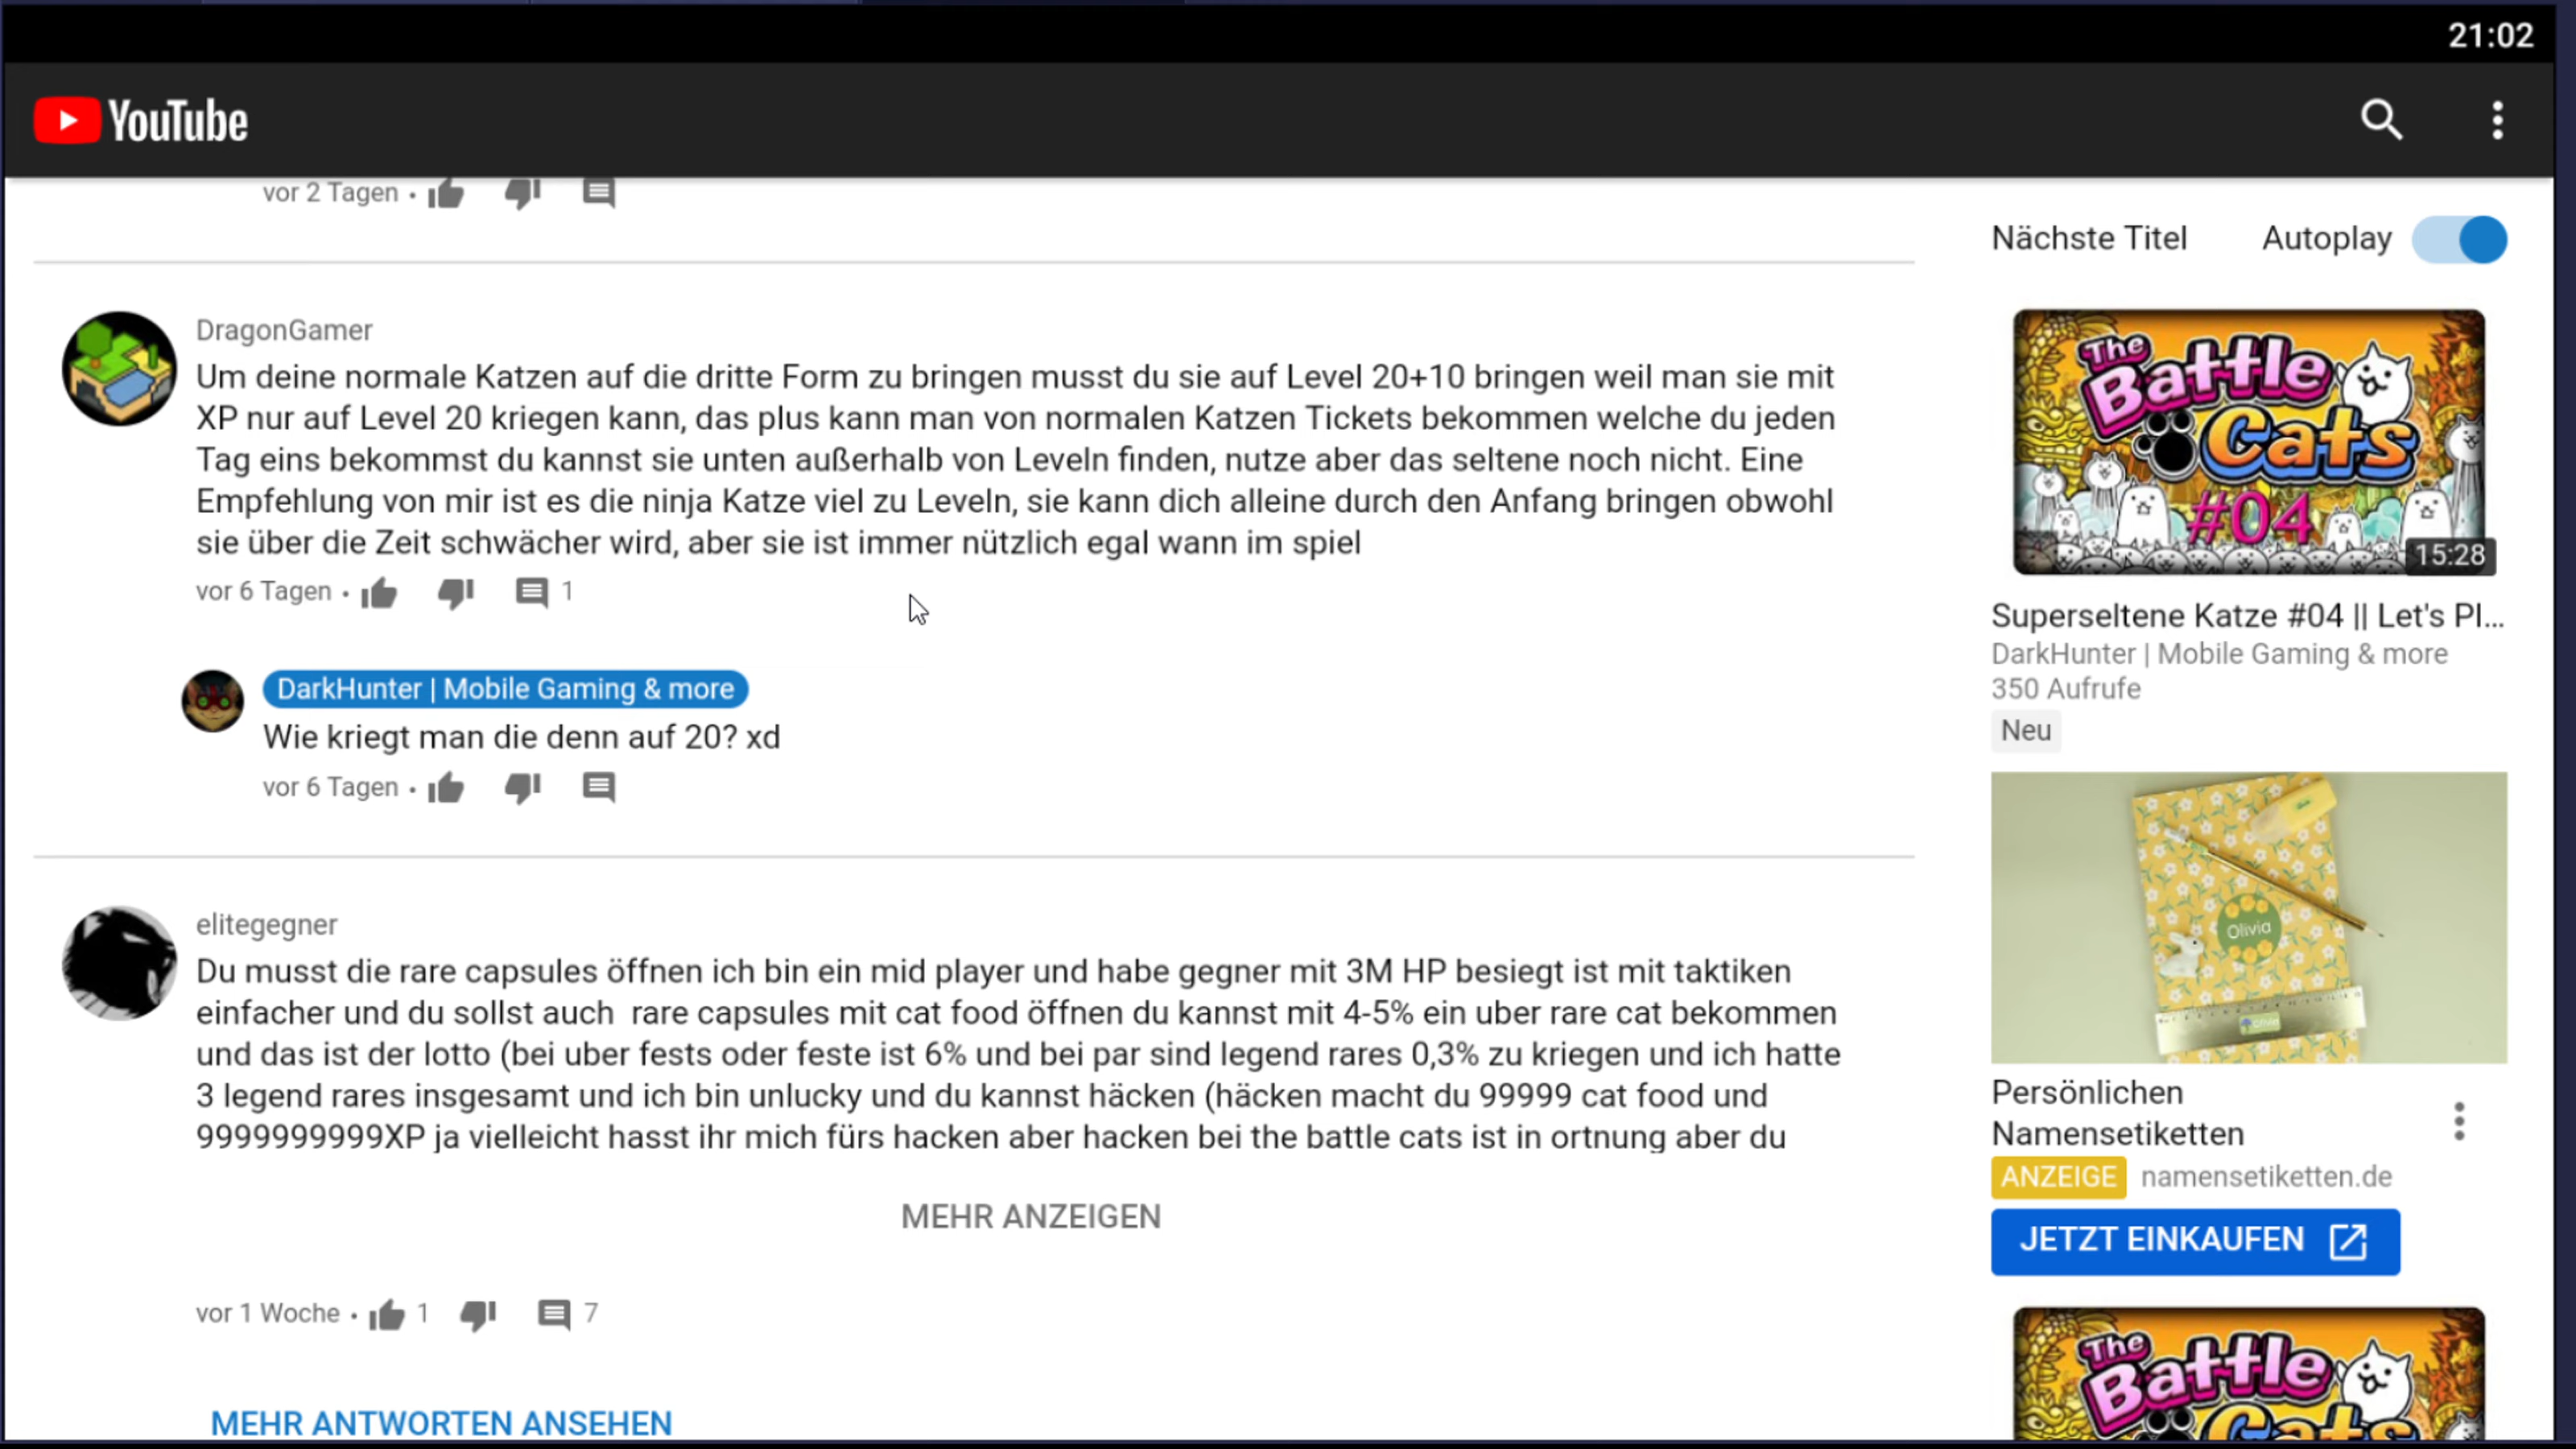 21:02
YouTube
vor 2 Tagen •
Nächste Titel
Autoplay
DragonGamer
Um deine normale Katzen auf die dritte Form zu bringen musst du sie auf Level 20+10 bringen weil man sie mit
XP nur auf Level 20 kriegen kann, das plus kann man von normalen Katzen Tickets bekommen welche du jeden
Tag eins bekommst du kannst sie unten außerhalb von Leveln finden, nutze aber das seltene noch nicht. Eine
Empfehlung von mir ist es die ninja Katze viel zu Leveln, sie kann dich alleine durch den Anfang bringen obwohl
sie über die Zeit schwächer wird, aber sie ist immer nützlich egal wann im spiel
vor 6 Tagen • 1
DarkHunter | Mobile Gaming & more
Wie kriegt man die denn auf 20? xd
vor 6 Tagen •
elitegegner
Du musst die rare capsules öffnen ich bin ein mid player und habe gegner mit 3M HP besiegt ist mit taktiken
einfacher und du sollst auch  rare capsules mit cat food öffnen du kannst mit 4-5% ein uber rare cat bekommen
und das ist der lotto (bei uber fests oder feste ist 6% und bei par sind legend rares 0,3% zu kriegen und ich hatte
3 legend rares insgesamt und ich bin unlucky und du kannst häcken (häcken macht du 99999 cat food und
9999999999XP ja vielleicht hasst ihr mich fürs hacken aber hacken bei the battle cats ist in ortnung aber du
MEHR ANZEIGEN
vor 1 Woche • 1 7
MEHR ANTWORTEN ANSEHEN
The
Battle
Cats
#04
15:28
Superseltene Katze #04 || Let's Pl...
DarkHunter | Mobile Gaming & more
350 Aufrufe
Neu
Olivia
Olivia
Persönlichen
Namensetiketten
ANZEIGE namensetiketten.de
JETZT EINKAUFEN
The
Battle
Cats